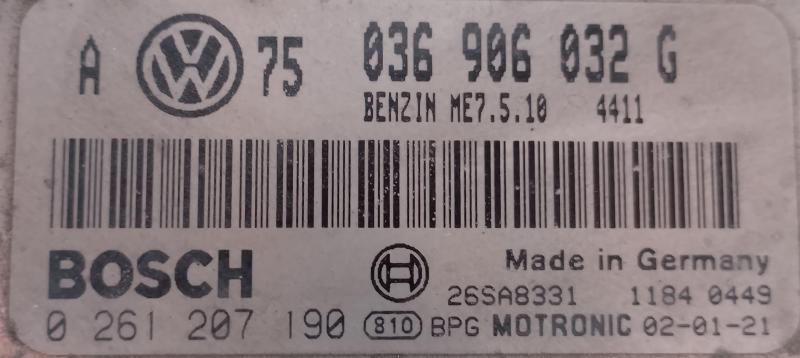 A VW 75 036 906 032 G
BENZIN ME7.5.10 4411
BOSCH Made in Germany
26SA8331 1184 0449
0 261 207 190 810 BPG MOTRONIC 02-01-21